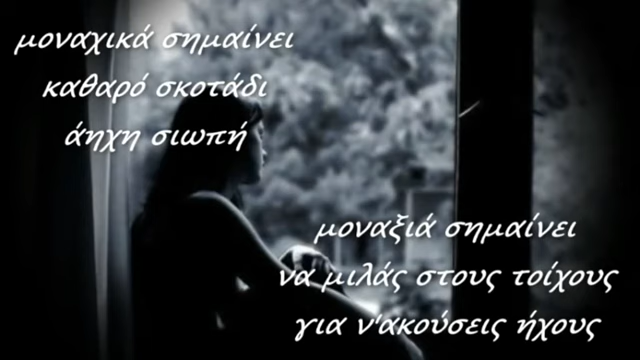 μοναχικά σημαίνει
καθαρό σκοτάδι
άηχη σιωπή
μοναξιά σημαίνει
να μιλάς στους τοίχους
για ν'ακούσεις ήχους